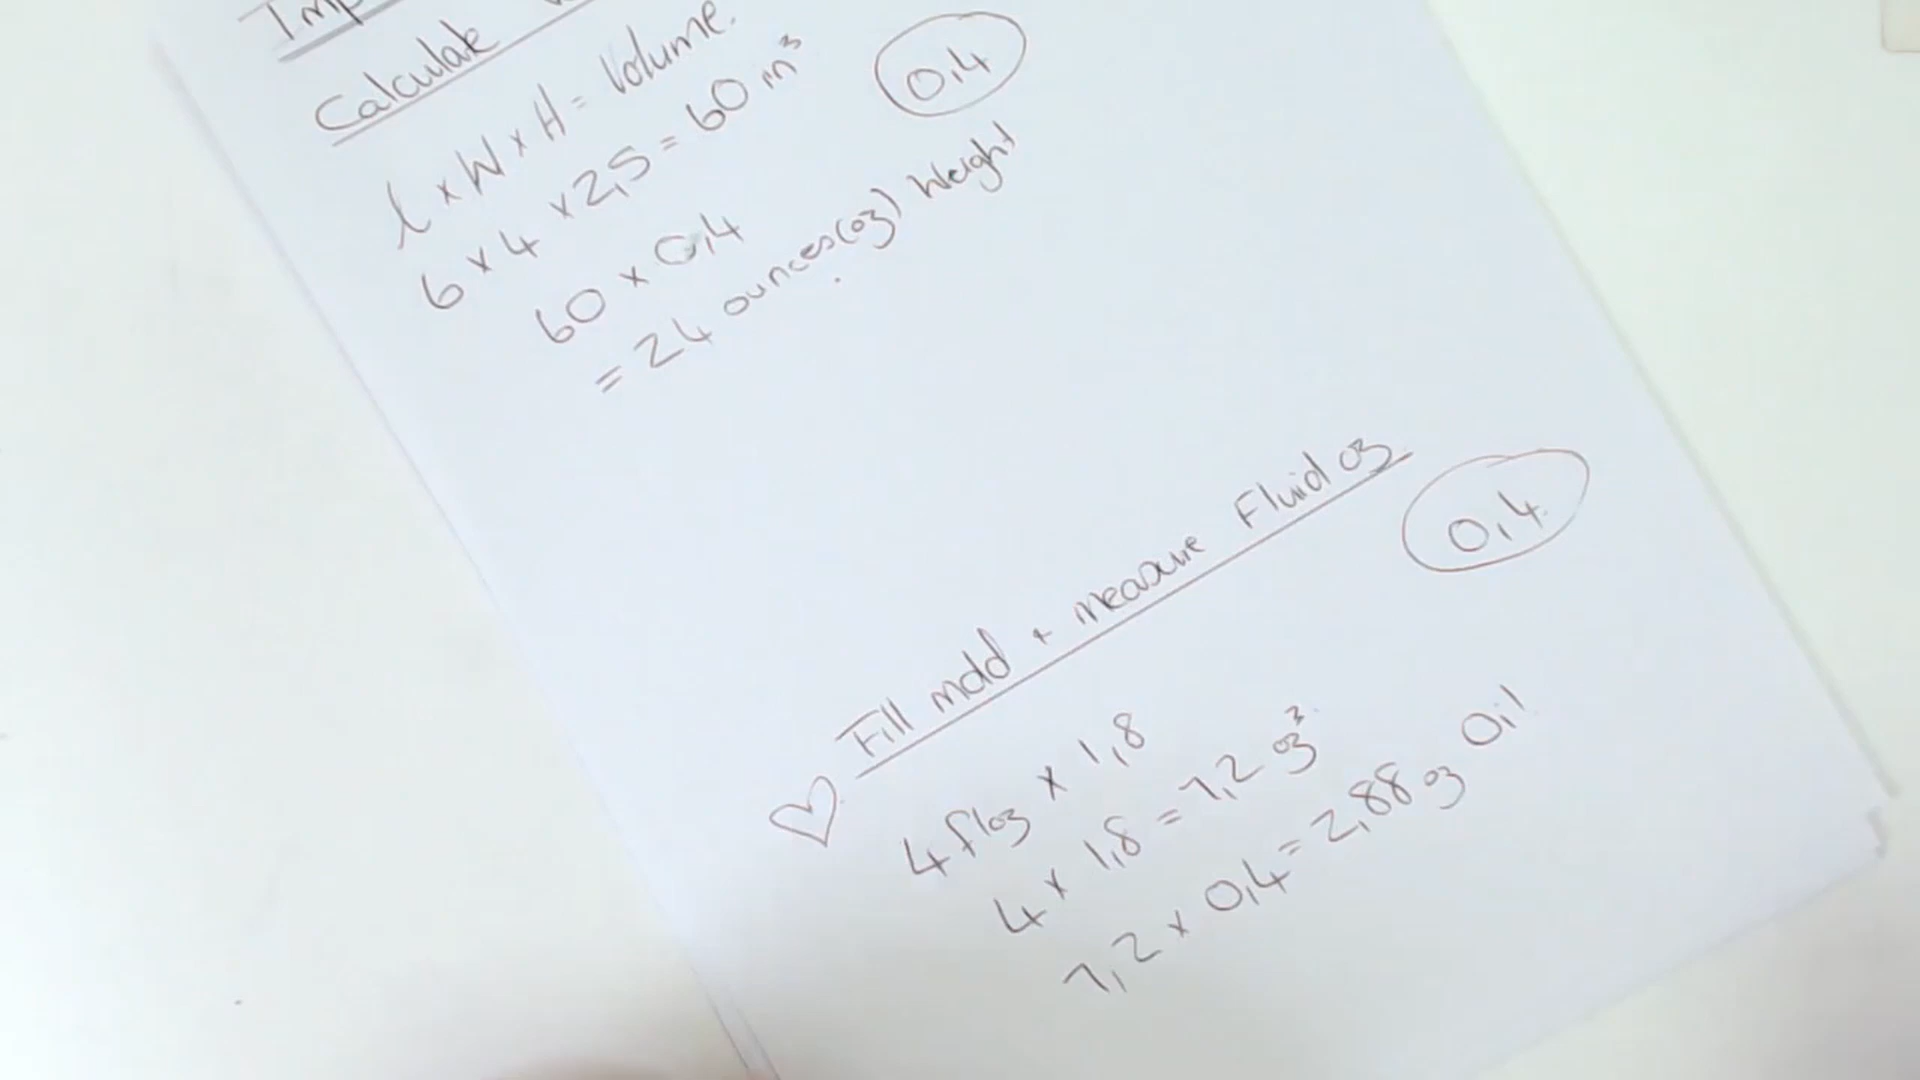 Imp
Calculate
l x W x H = Volume.
6 x 4 x 2,5 = 60 in³
0,4
60 x 0,4
= 24 ounces(oz) Weight
Fill mold + measure Fluid oz
0,4
4 floz x 1,8
4 x 1,8 = 7,2 oz³
7,2 x 0,4 = 2,88 oz Oil